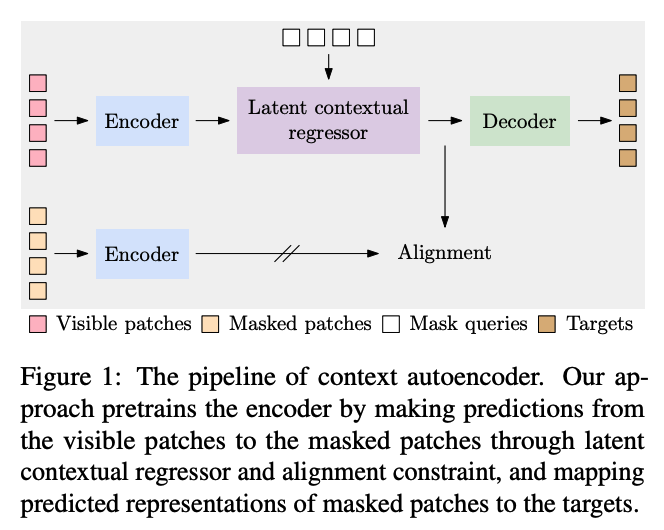 Encoder
Latent contextual
regressor
Decoder
Encoder
Alignment
Visible patches Masked patches Mask queries Targets
Figure 1: The pipeline of context autoencoder. Our ap-
proach pretrains the encoder by making predictions from
the visible patches to the masked patches through latent
contextual regressor and alignment constraint, and mapping
predicted representations of masked patches to the targets.